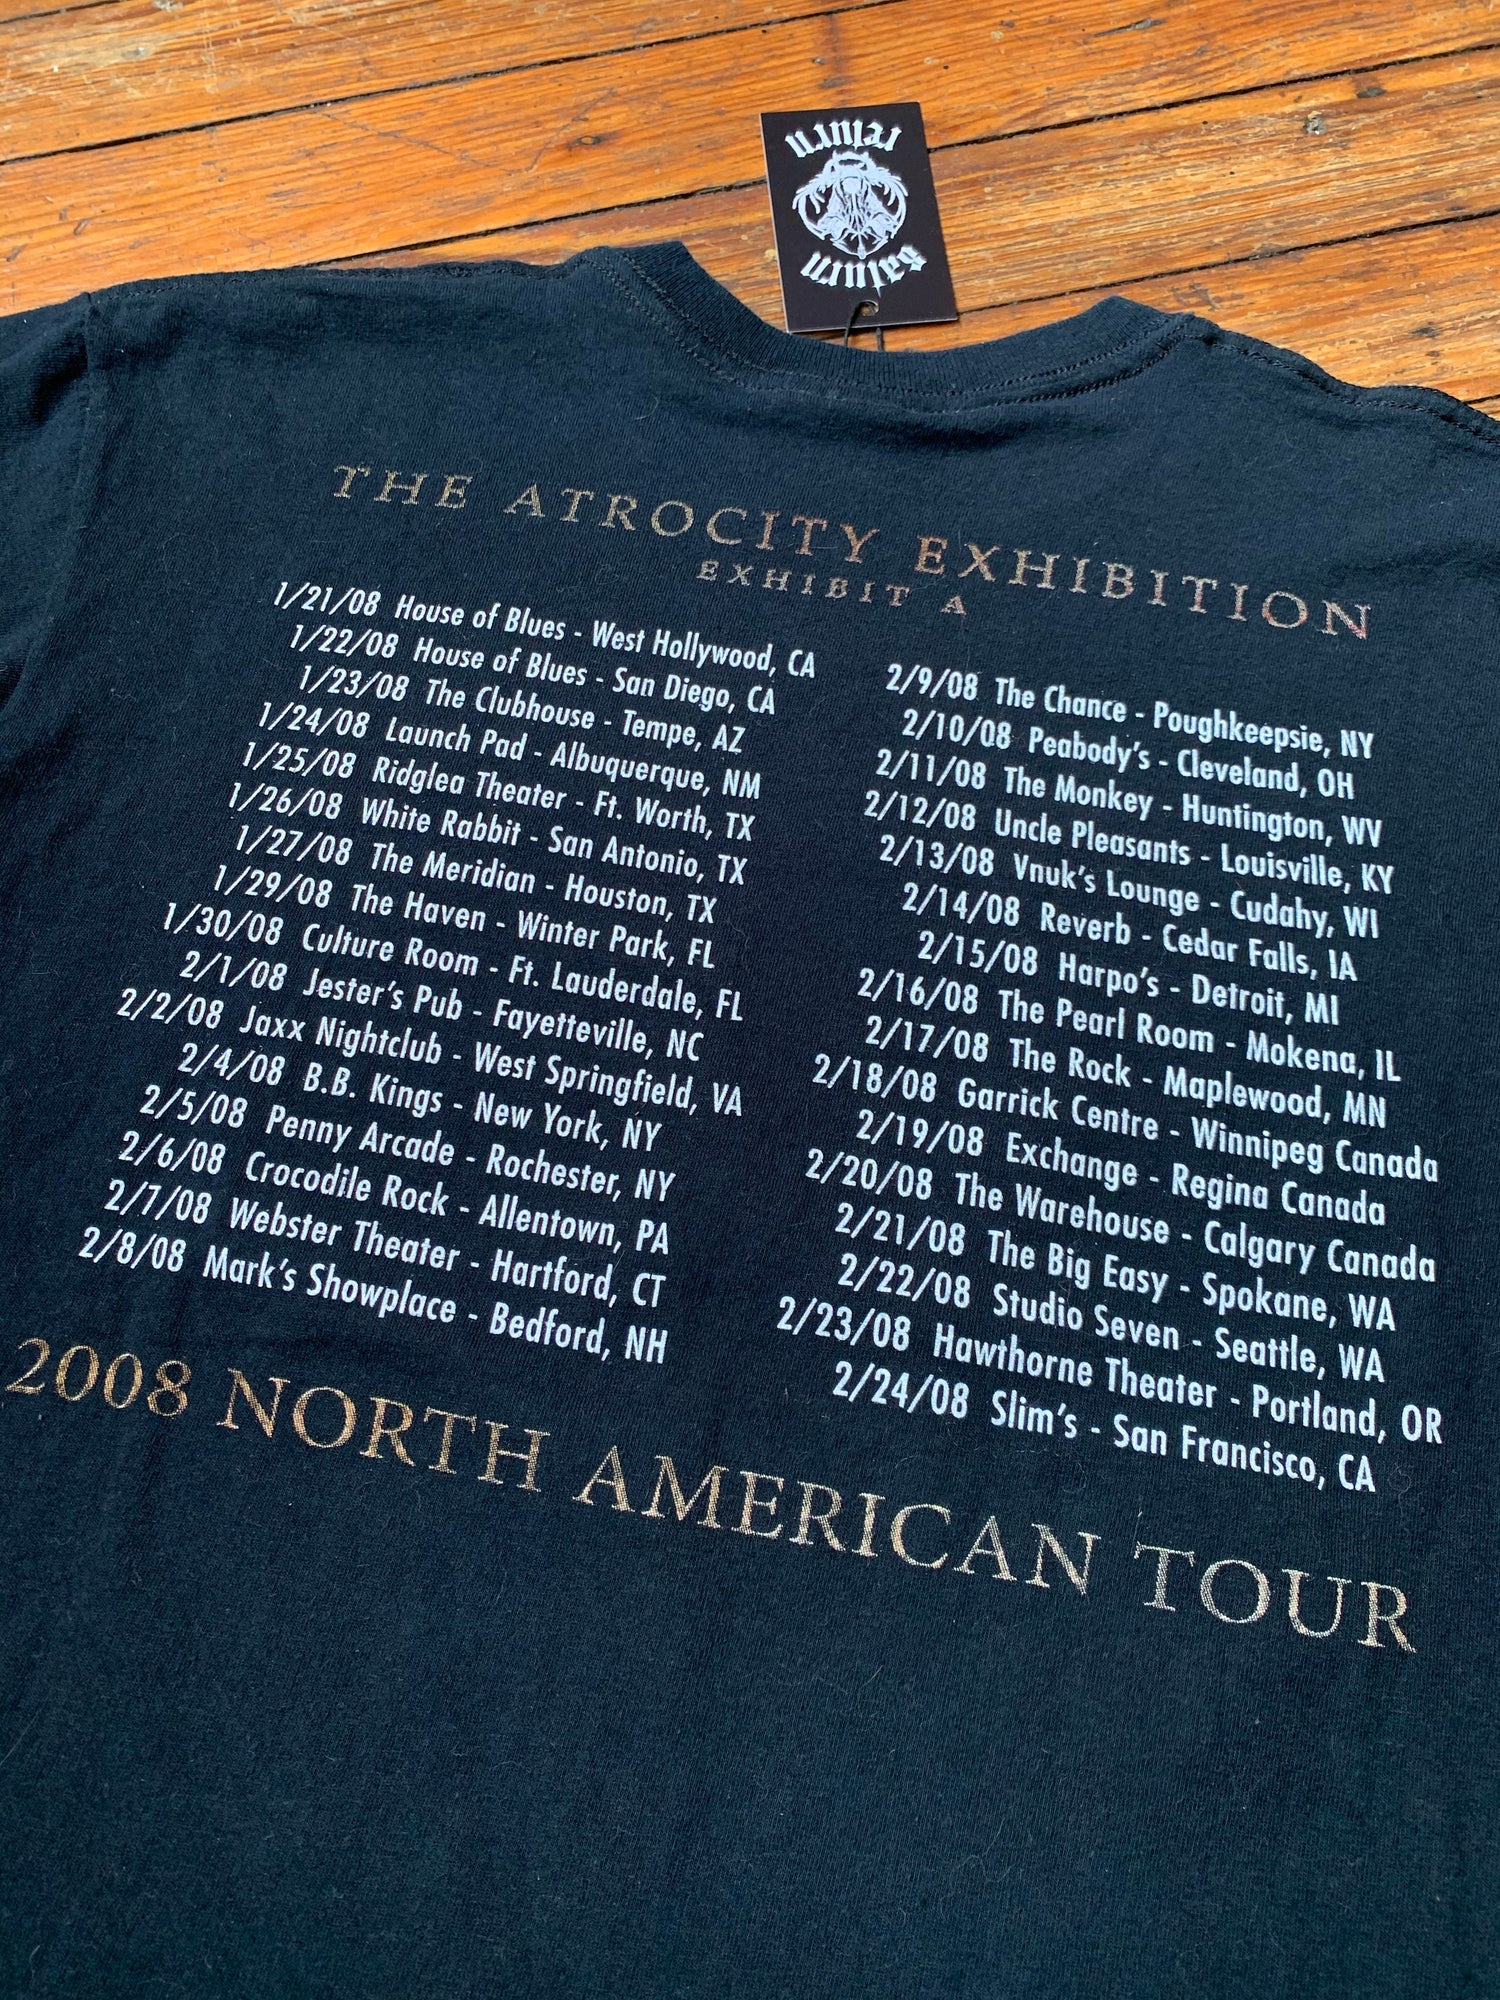 return
saturn
THE ATROCITY EXHIBITION
EXHIBIT A
1/21/08 House of Blues - West Hollywood, CA
1/22/08 House of Blues - San Diego, CA
1/23/08 The Clubhouse - Tempe, AZ
1/24/08 Launch Pad - Albuquerque, NM
1/25/08 Ridglea Theater - Ft. Worth, TX
1/26/08 White Rabbit - San Antonio, TX
1/27/08 The Meridian - Houston, TX
1/29/08 The Haven - Winter Park, FL
1/30/08 Culture Room - Ft. Lauderdale, FL
2/1/08 Jester's Pub - Fayetteville, NC
2/2/08 Jaxx Nightclub - West Springfield, VA
2/4/08 B.B. Kings - New York, NY
2/5/08 Penny Arcade - Rochester, NY
2/6/08 Crocodile Rock - Allentown, PA
2/7/08 Webster Theater - Hartford, CT
2/8/08 Mark's Showplace - Bedford, NH
2/9/08 The Chance - Poughkeepsie, NY
2/10/08 Peabody's - Cleveland, OH
2/11/08 The Monkey - Huntington, WV
2/12/08 Uncle Pleasants - Louisville, KY
2/13/08 Vnuk's Lounge - Cudahy, WI
2/14/08 Reverb - Cedar Falls, IA
2/15/08 Harpo's - Detroit, MI
2/16/08 The Pearl Room - Mokena, IL
2/17/08 The Rock - Maplewood, MN
2/18/08 Garrick Centre - Winnipeg Canada
2/19/08 Exchange - Regina Canada
2/20/08 The Warehouse - Calgary Canada
2/21/08 The Big Easy - Spokane, WA
2/22/08 Studio Seven - Seattle, WA
2/23/08 Hawthorne Theater - Portland, OR
2/24/08 Slim's - San Francisco, CA
2008 NORTH AMERICAN TOUR